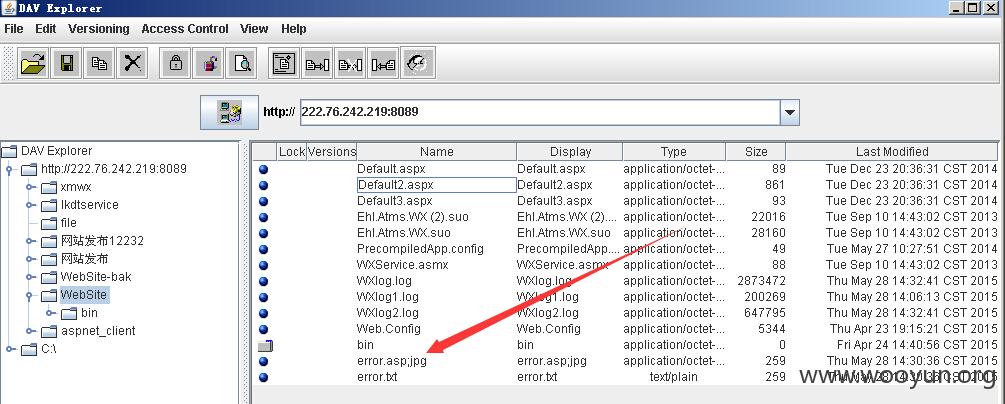 DAV Explorer
File Edit Versioning Access Control View Help
http:// 222.76.242.219:8089
DAV Explorer
http://222.76.242.219:8089
xmwx
lkdtservice
file
网站发布12232
网站发布
WebSite-bak
WebSite
bin
aspnet_client
C:\
Lock Versions Name Display Type Size Last Modified
Default.aspx Default.aspx application/octet-... 89 Tue Dec 23 20:36:31 CST 2014
Default2.aspx Default2.aspx application/octet-... 861 Tue Dec 23 20:36:31 CST 2014
Default3.aspx Default3.aspx application/octet-... 93 Tue Dec 23 20:36:31 CST 2014
Ehl.Atms.WX (2).suo Ehl.Atms.WX (2).... application/octet-... 22016 Tue Sep 10 14:43:02 CST 2013
Ehl.Atms.WX.suo Ehl.Atms.WX.suo application/octet-... 28160 Tue Sep 10 14:43:02 CST 2013
PrecompiledApp.config PrecompiledApp.... application/octet-... 49 Tue May 27 10:27:51 CST 2014
WXService.asmx WXService.asmx application/octet-... 88 Tue Sep 10 14:43:02 CST 2013
WXlog.log WXlog.log application/octet-... 2873472 Thu May 28 14:32:41 CST 2015
WXlog1.log WXlog1.log application/octet-... 200269 Thu May 28 14:06:13 CST 2015
WXlog2.log WXlog2.log application/octet-... 647795 Thu May 28 14:32:41 CST 2015
Web.Config Web.Config application/octet-... 5344 Thu Apr 23 19:15:21 CST 2015
bin bin application/octet-... 0 Fri Apr 24 14:40:56 CST 2015
error.asp;jpg error.asp;jpg application/octet-... 259 Thu May 28 14:30:36 CST 2015
error.txt error.txt text/plain 259 Thu May 28 14:30:36 CST 2015
www.wooyun.org